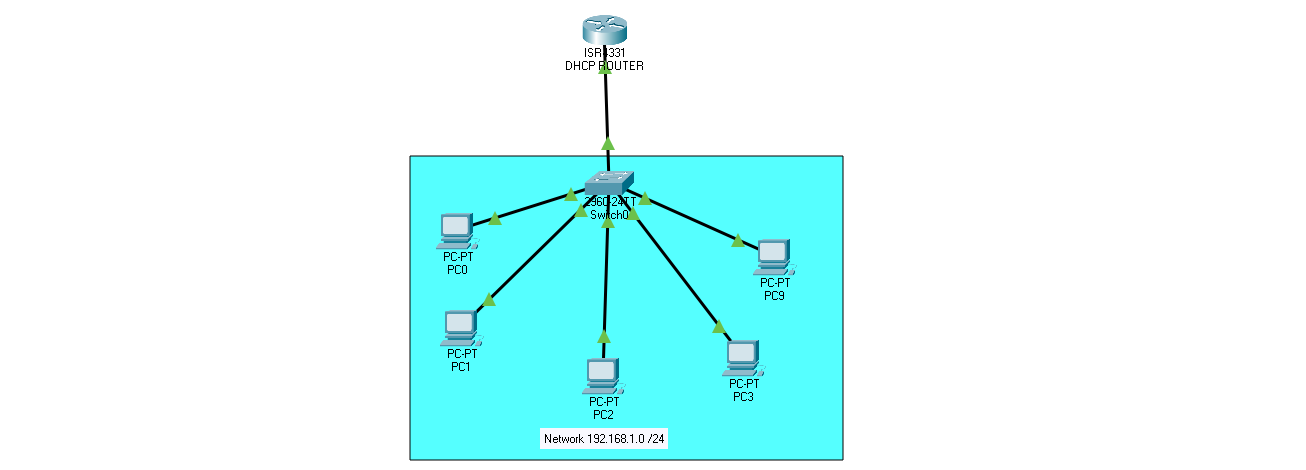 ISR4331
DHCP ROUTER
2960-24TT
Switch0
PC-PT
PC0
PC-PT
PC9
PC-PT
PC1
PC-PT
PC3
PC-PT
PC2
Network 192.168.1.0 /24